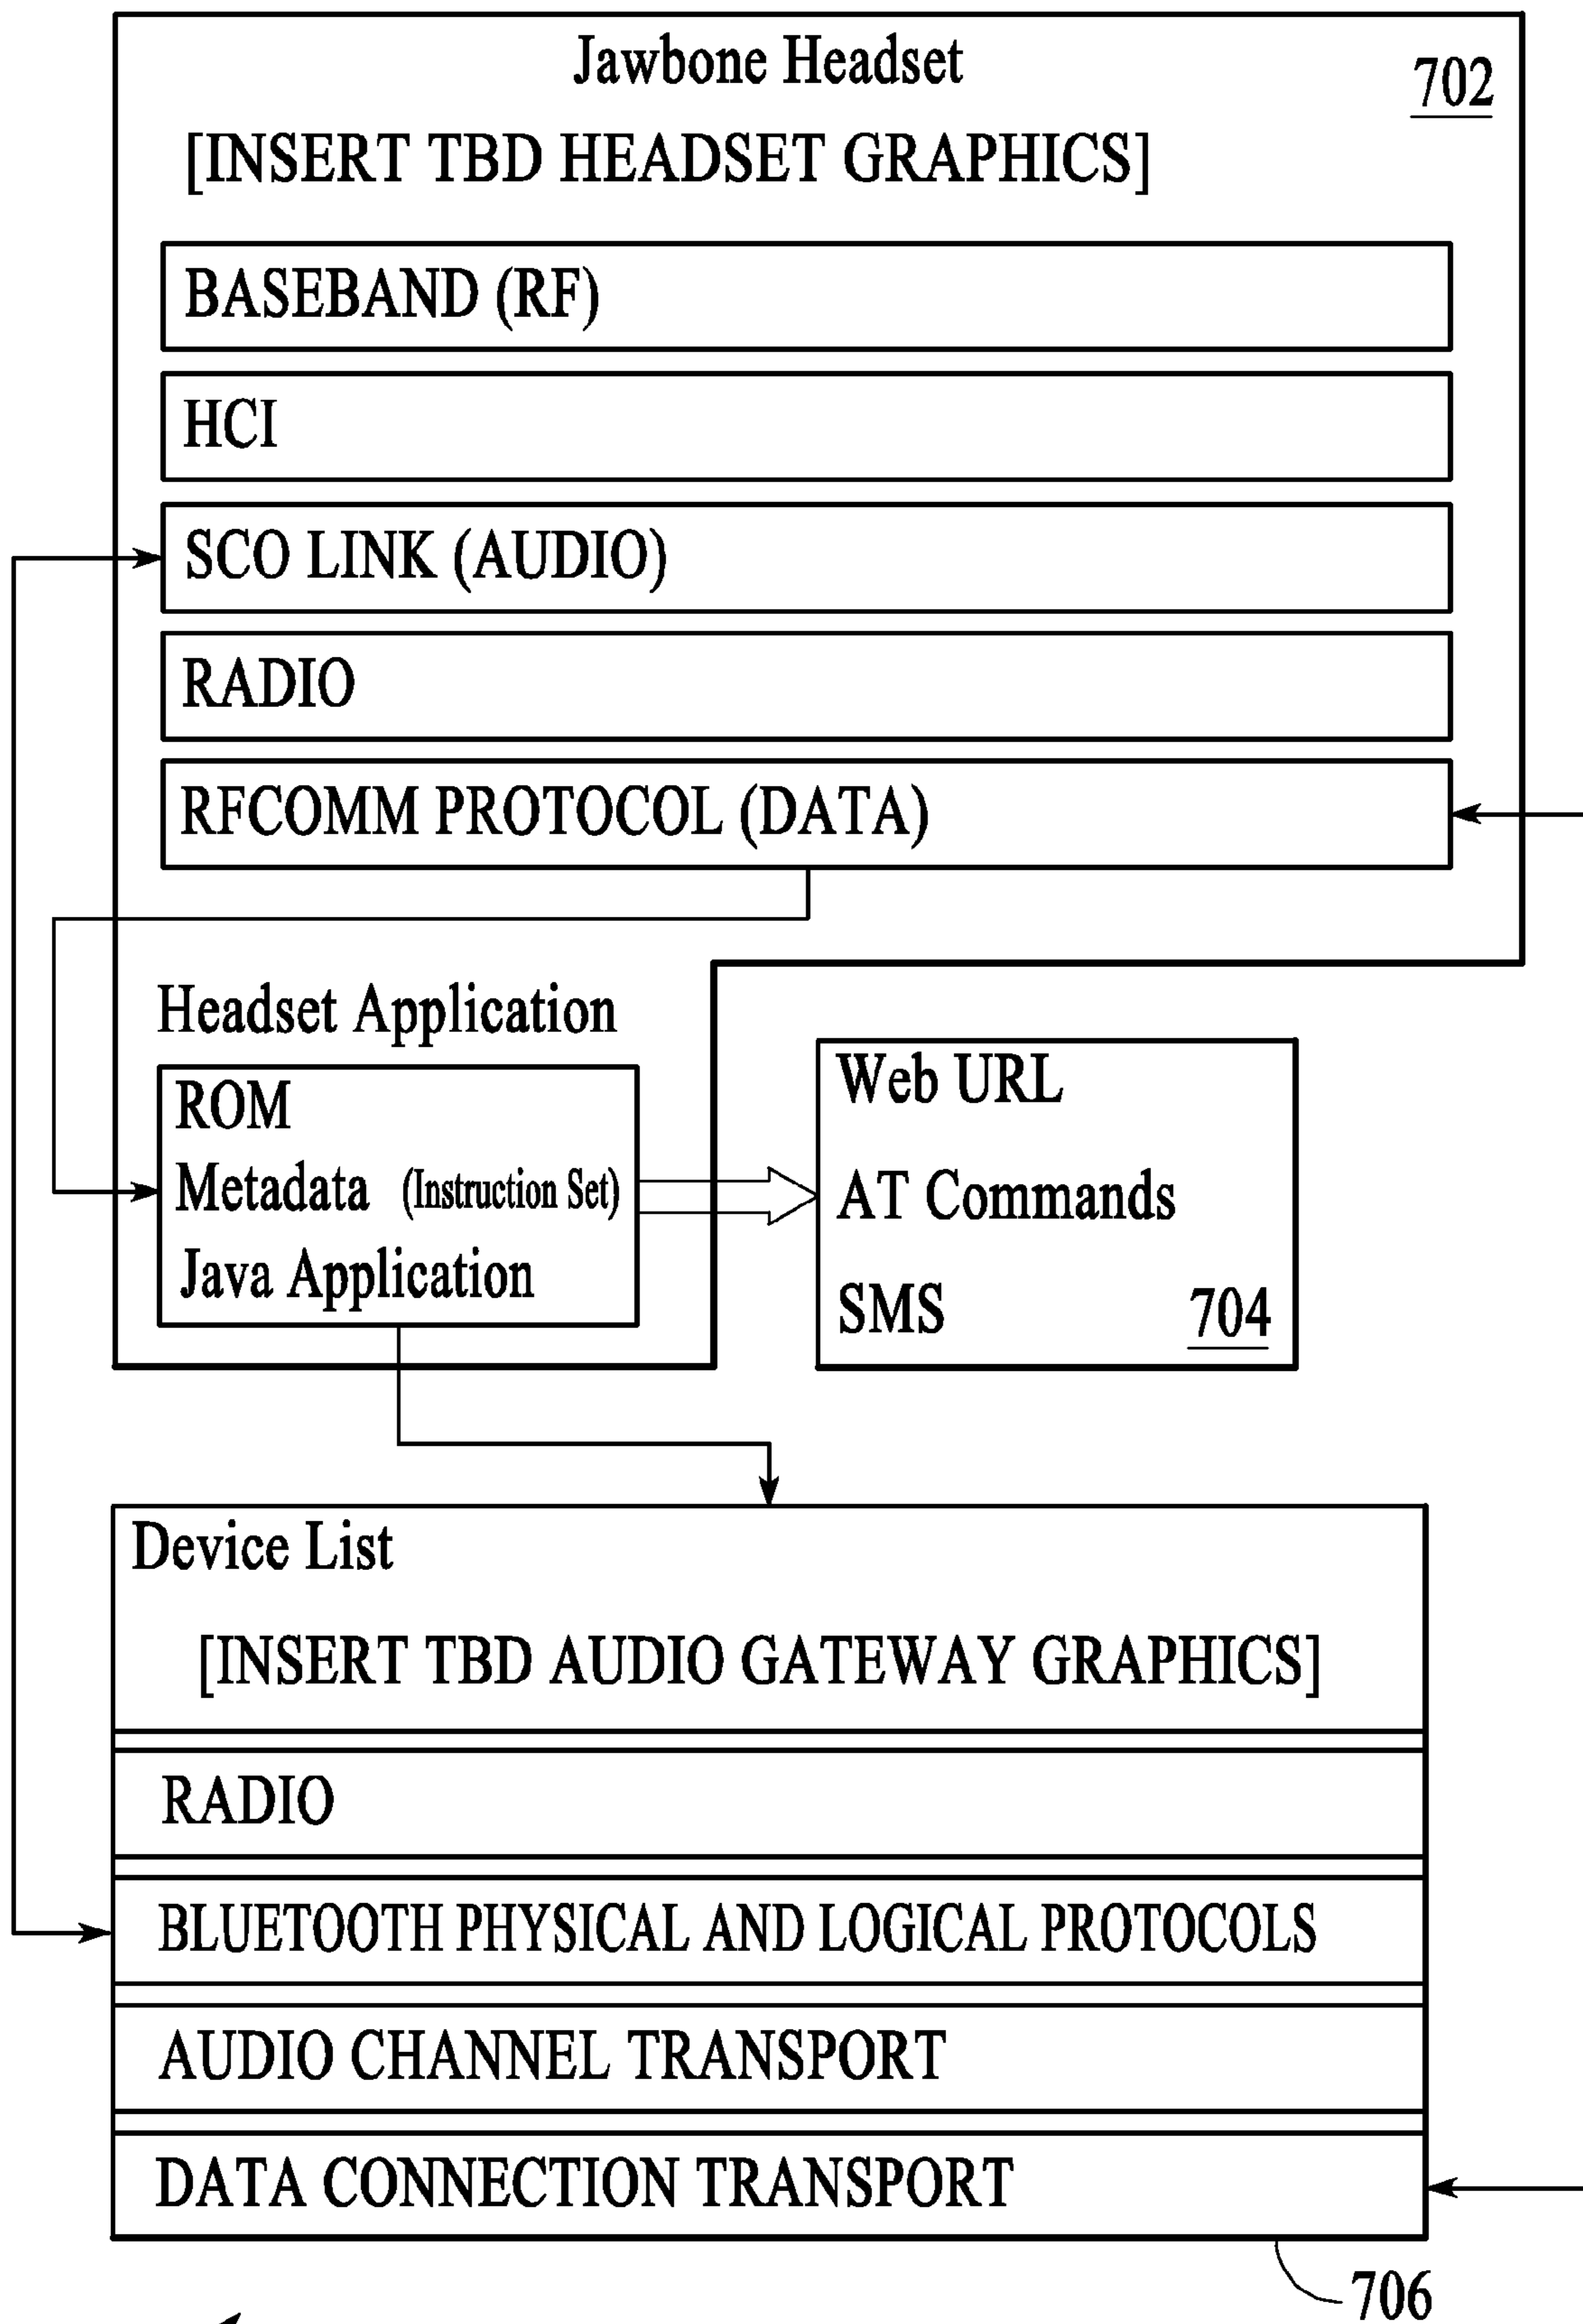 Jawbone Headset
702
[INSERT TBD HEADSET GRAPHICS]
BASEBAND (RF)
HCI
SCO LINK (AUDIO)
RADIO
RFCOMM PROTOCOL (DATA)
Headset Application
ROM
Metadata (Instruction Set)
Java Application
Web URL
AT Commands
SMS
704
Device List
[INSERT TBD AUDIO GATEWAY GRAPHICS]
RADIO
BLUETOOTH PHYSICAL AND LOGICAL PROTOCOLS
AUDIO CHANNEL TRANSPORT
DATA CONNECTION TRANSPORT
706